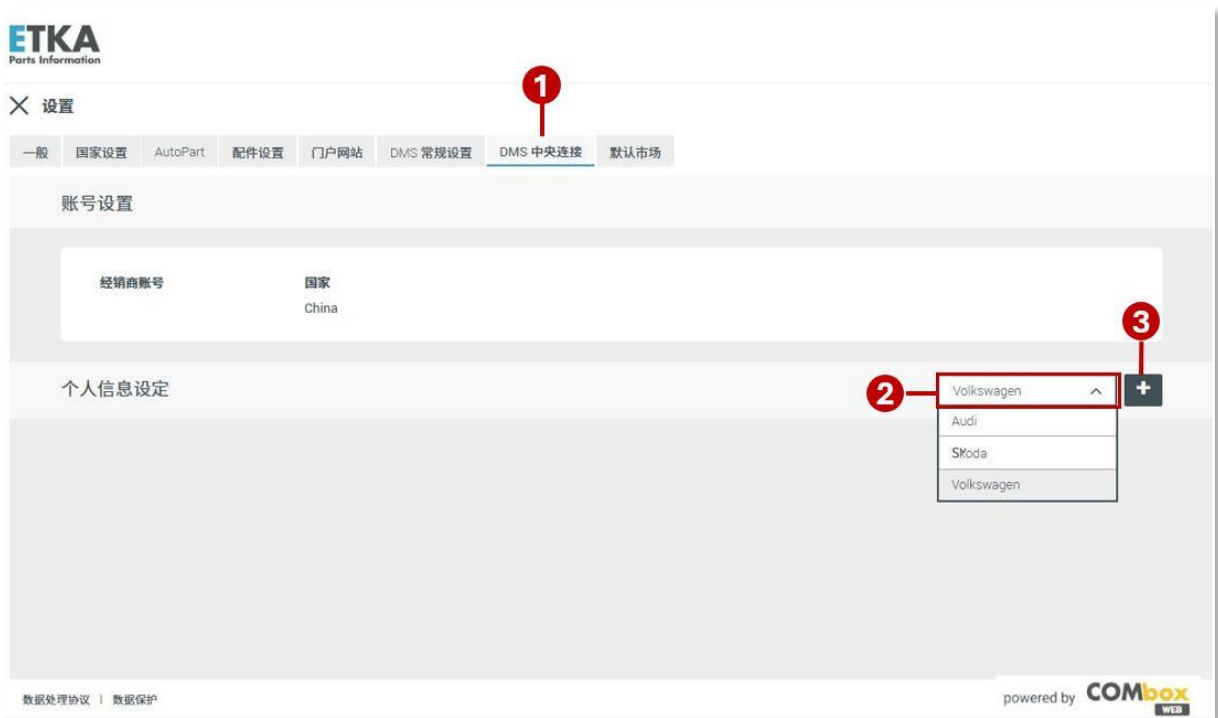 ETKA
Parts Information
设置
1
一般 国家设置 AutoPart 配件设置 门户网站 DMS 常规设置 DMS 中央连接 默认市场
账号设置
经销商账号 国家
China
3
个人信息设定 2 Volkswagen +
Audi
Skoda
Volkswagen
数据处理协议 | 数据保护 powered by COMbox
WEB